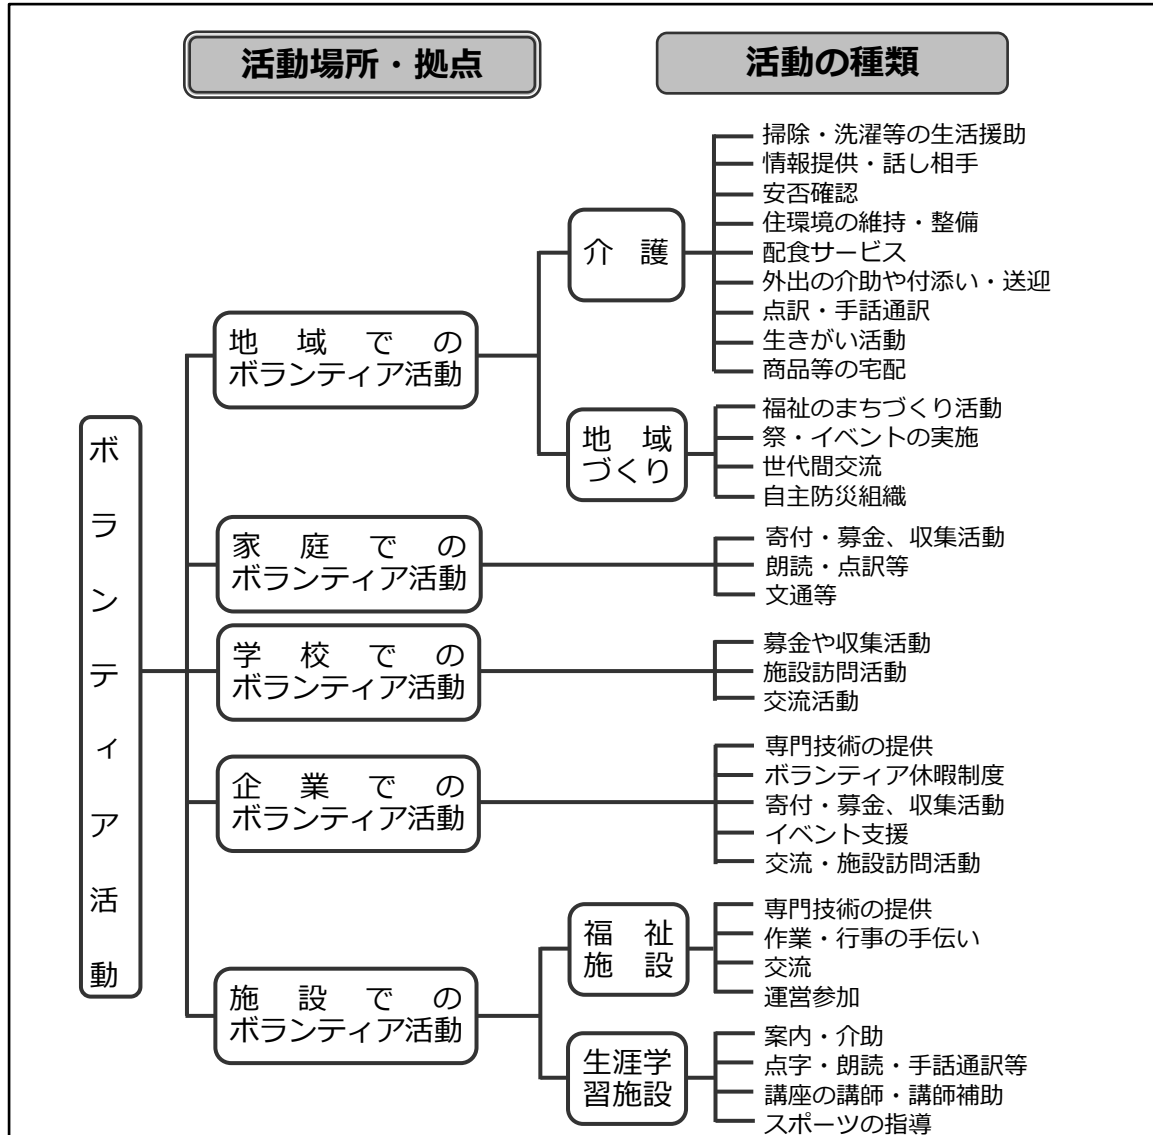 活動場所・拠点
活動の種類
ボランティア活動
地域での
ボランティア活動
介護
掃除・洗濯等の生活援助
情報提供・話し相手
安否確認
住環境の維持・整備
配食サービス
外出の介助や付添い・送迎
点訳・手話通訳
生きがい活動
商品等の宅配
地域
づくり
福祉のまちづくり活動
祭・イベントの実施
世代間交流
自主防災組織
家庭での
ボランティア活動
寄付・募金、収集活動
朗読・点訳等
文通等
学校での
ボランティア活動
募金や収集活動
施設訪問活動
交流活動
企業での
ボランティア活動
専門技術の提供
ボランティア休暇制度
寄付・募金、収集活動
イベント支援
交流・施設訪問活動
施設での
ボランティア活動
福祉
施設
専門技術の提供
作業・行事の手伝い
交流
運営参加
生涯学
習施設
案内・介助
点字・朗読・手話通訳等
講座の講師・講師補助
スポーツの指導